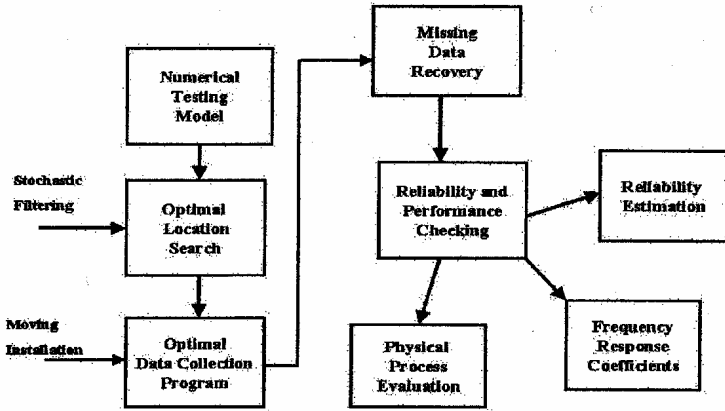 Numerical
Testing
Model
Stochastic
Filtering
Optimal
Location
Search
Moving
Installation
Optimal
Data Collection
Program
Missing
Data
Recovery
Reliability and
Performance
Checking
Reliability
Estimation
Physical
Process
Evaluation
Frequency
Response
Coefficients